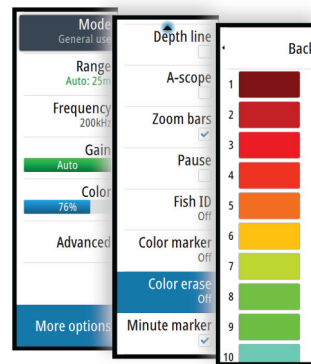 Mode
General use
Range
Auto: 25m
Frequency
200kHz
Gain
Auto
Color
76%
Advanced
More options
Depth line
A-scope
Zoom bars
Pause
Fish ID
Off
Color marker
Off
Color erase
Off
Minute marker
Back
1
2
3
4
5
6
7
8
9
10